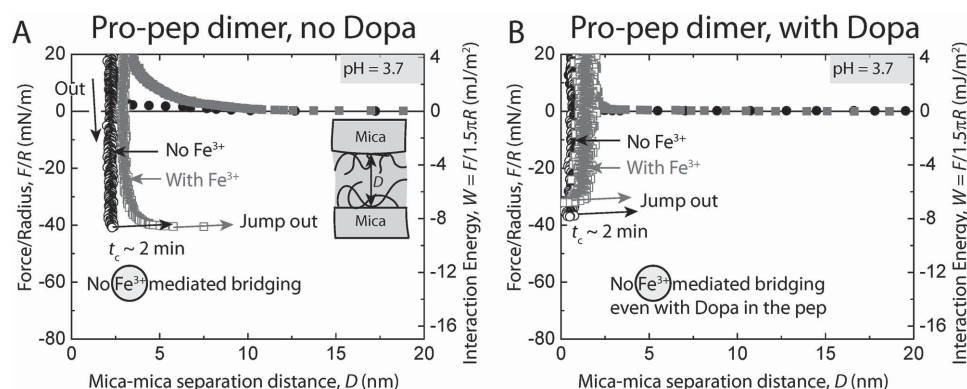 A Pro-pep dimer, no Dopa
20
0
-20
-40
-60
-80
Force/Radius, F/R (mN/m)
0 5 10 15 20
Mica-mica separation distance, D (nm)
4
0
-4
-8
-12
-16
Interaction Energy, W = F/1.5πR (mJ/m²)
pH = 3.7
Out
No Fe³⁺
With Fe³⁺
Jump out
t꜀ ~ 2 min
No Fe³⁺ mediated bridging
Mica
D
Mica
B Pro-pep dimer, with Dopa
20
0
-20
-40
-60
-80
Force/Radius, F/R (mN/m)
0 5 10 15 20
Mica-mica separation distance, D (nm)
4
0
-4
-8
-12
-16
Interaction Energy, W = F/1.5πR (mJ/m²)
pH = 3.7
No Fe³⁺
With Fe³⁺
Jump out
t꜀ ~ 2 min
No Fe³⁺ mediated bridging
even with Dopa in the pep